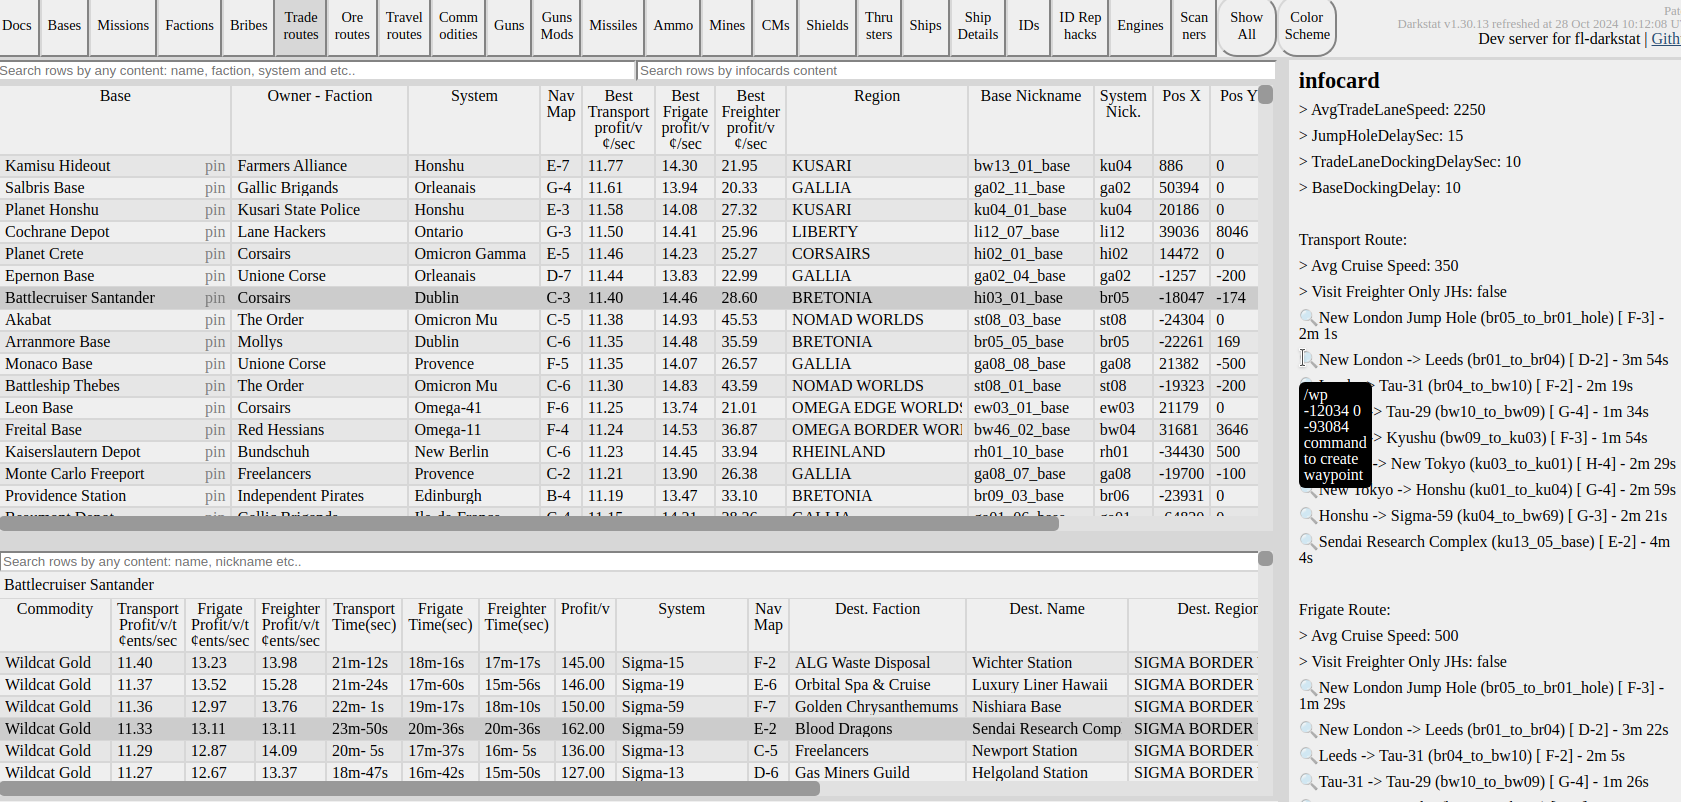 Docs Bases Missions Factions Bribes Trade routes Ore routes Travel routes Comm odities Guns Guns Mods Missiles Ammo Mines CMs Shields Thru sters Ships Ship Details IDs ID Rep hacks Engines Scan ners Show All Color Scheme
Darkstat v1.30.13 refreshed at 28 Oct 2024 10:12:08
Dev server for fl-darkstat |
Search rows by any content: name, faction, system and etc.. Search rows by infocards content
Base Owner - Faction System Nav Map Best Transport profit/v ¢/sec Best Frigate profit/v ¢/sec Best Freighter profit/v ¢/sec Region Base Nickname System Nick. Pos X Pos Y
Kamisu Hideout pin Farmers Alliance Honshu E-7 11.77 14.30 21.95 KUSARI bw13_01_base ku04 886 0
Salbris Base pin Gallic Brigands Orleanais G-4 11.61 13.94 20.33 GALLIA ga02_11_base ga02 50394 0
Planet Honshu pin Kusari State Police Honshu E-3 11.58 14.08 27.32 KUSARI ku04_01_base ku04 20186 0
Cochrane Depot pin Lane Hackers Ontario G-3 11.50 14.41 25.96 LIBERTY li12_07_base li12 39036 8046
Planet Crete pin Corsairs Omicron Gamma E-5 11.46 14.23 25.27 CORSAIRS hi02_01_base hi02 14472 0
Epernon Base pin Unione Corse Orleanais D-7 11.44 13.83 22.99 GALLIA ga02_04_base ga02 -1257 -200
Battlecruiser Santander pin Corsairs Dublin C-3 11.40 14.46 28.60 BRETONIA hi03_01_base br05 -18047 -174
Akabat pin The Order Omicron Mu C-5 11.38 14.93 45.53 NOMAD WORLDS st08_03_base st08 -24304 0
Arranmore Base pin Mollys Dublin C-6 11.35 14.48 35.59 BRETONIA br05_05_base br05 -22261 169
Monaco Base pin Unione Corse Provence F-5 11.35 14.07 26.57 GALLIA ga08_08_base ga08 21382 -500
Battleship Thebes pin The Order Omicron Mu C-6 11.30 14.83 43.59 NOMAD WORLDS st08_01_base st08 -19323 -200
Leon Base pin Corsairs Omega-41 F-6 11.25 13.74 21.01 OMEGA EDGE WORLDS ew03_01_base ew03 21179 0
Freital Base pin Red Hessians Omega-11 F-4 11.24 14.53 36.87 OMEGA BORDER WORL bw46_02_base bw04 31681 3646
Kaiserslautern Depot pin Bundschuh New Berlin C-6 11.23 14.45 33.94 RHEINLAND rh01_10_base rh01 -34430 500
Monte Carlo Freeport pin Freelancers Provence C-2 11.21 13.90 26.38 GALLIA ga08_07_base ga08 -19700 -100
Providence Station pin Independent Pirates Edinburgh B-4 11.19 13.47 33.10 BRETONIA br09_03_base br06 -23931 0
Search rows by any content: name, nickname etc..
Battlecruiser Santander
Commodity Transport Profit/v/t ¢ents/sec Frigate Profit/v/t ¢ents/sec Freighter Profit/v/t ¢ents/sec Transport Time(sec) Frigate Time(sec) Freighter Time(sec) Profit/v System Nav Map Dest. Faction Dest. Name Dest. Region
Wildcat Gold 11.40 13.23 13.98 21m-12s 18m-16s 17m-17s 145.00 Sigma-15 F-2 ALG Waste Disposal Wichter Station SIGMA BORDER
Wildcat Gold 11.37 13.52 15.28 21m-24s 17m-60s 15m-56s 146.00 Sigma-19 E-6 Orbital Spa & Cruise Luxury Liner Hawaii SIGMA BORDER
Wildcat Gold 11.36 12.97 13.76 22m- 1s 19m-17s 18m-10s 150.00 Sigma-59 F-7 Golden Chrysanthemums Nishiara Base SIGMA BORDER
Wildcat Gold 11.33 13.11 13.11 23m-50s 20m-36s 20m-36s 162.00 Sigma-59 E-2 Blood Dragons Sendai Research Comp SIGMA BORDER
Wildcat Gold 11.29 12.87 14.09 20m- 5s 17m-37s 16m- 5s 136.00 Sigma-13 C-5 Freelancers Newport Station SIGMA BORDER
Wildcat Gold 11.27 12.67 13.37 18m-47s 16m-42s 15m-50s 127.00 Sigma-13 D-6 Gas Miners Guild Helgoland Station SIGMA BORDER
infocard
> AvgTradeLaneSpeed: 2250
> JumpHoleDelaySec: 15
> TradeLaneDockingDelaySec: 10
> BaseDockingDelay: 10
Transport Route:
> Avg Cruise Speed: 350
> Visit Freighter Only JHs: false
🔍New London Jump Hole (br05_to_br01_hole) [ F-3] -
2m 1s
🔍New London -> Leeds (br01_to_br04) [ D-2] - 3m 54s
> Tau-31 (br04_to_bw10) [ F-2] - 2m 19s
> Tau-29 (bw10_to_bw09) [ G-4] - 1m 34s
> Kyushu (bw09_to_ku03) [ F-3] - 1m 54s
-> New Tokyo (ku03_to_ku01) [ H-4] - 2m 29s
🔍New Tokyo -> Honshu (ku01_to_ku04) [ G-4] - 2m 59s
🔍Honshu -> Sigma-59 (ku04_to_bw69) [ G-3] - 2m 21s
🔍Sendai Research Complex (ku13_05_base) [ E-2] - 4m
4s
/wp
-12034 0
-93084
command
to create
waypoint
Frigate Route:
> Avg Cruise Speed: 500
> Visit Freighter Only JHs: false
🔍New London Jump Hole (br05_to_br01_hole) [ F-3] -
1m 29s
🔍New London -> Leeds (br01_to_br04) [ D-2] - 3m 22s
🔍Leeds -> Tau-31 (br04_to_bw10) [ F-2] - 2m 5s
🔍Tau-31 -> Tau-29 (bw10_to_bw09) [ G-4] - 1m 26s